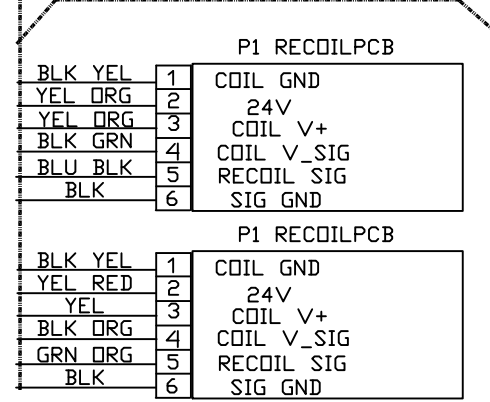 P1 RECOILPCB
BLK YEL 1 COIL GND
YEL ORG 2 24V
YEL ORG 3 COIL V+
BLK GRN 4 COIL V_SIG
BLU BLK 5 RECOIL SIG
BLK 6 SIG GND
P1 RECOILPCB
BLK YEL 1 COIL GND
YEL RED 2 24V
YEL 3 COIL V+
BLK ORG 4 COIL V_SIG
GRN ORG 5 RECOIL SIG
BLK 6 SIG GND